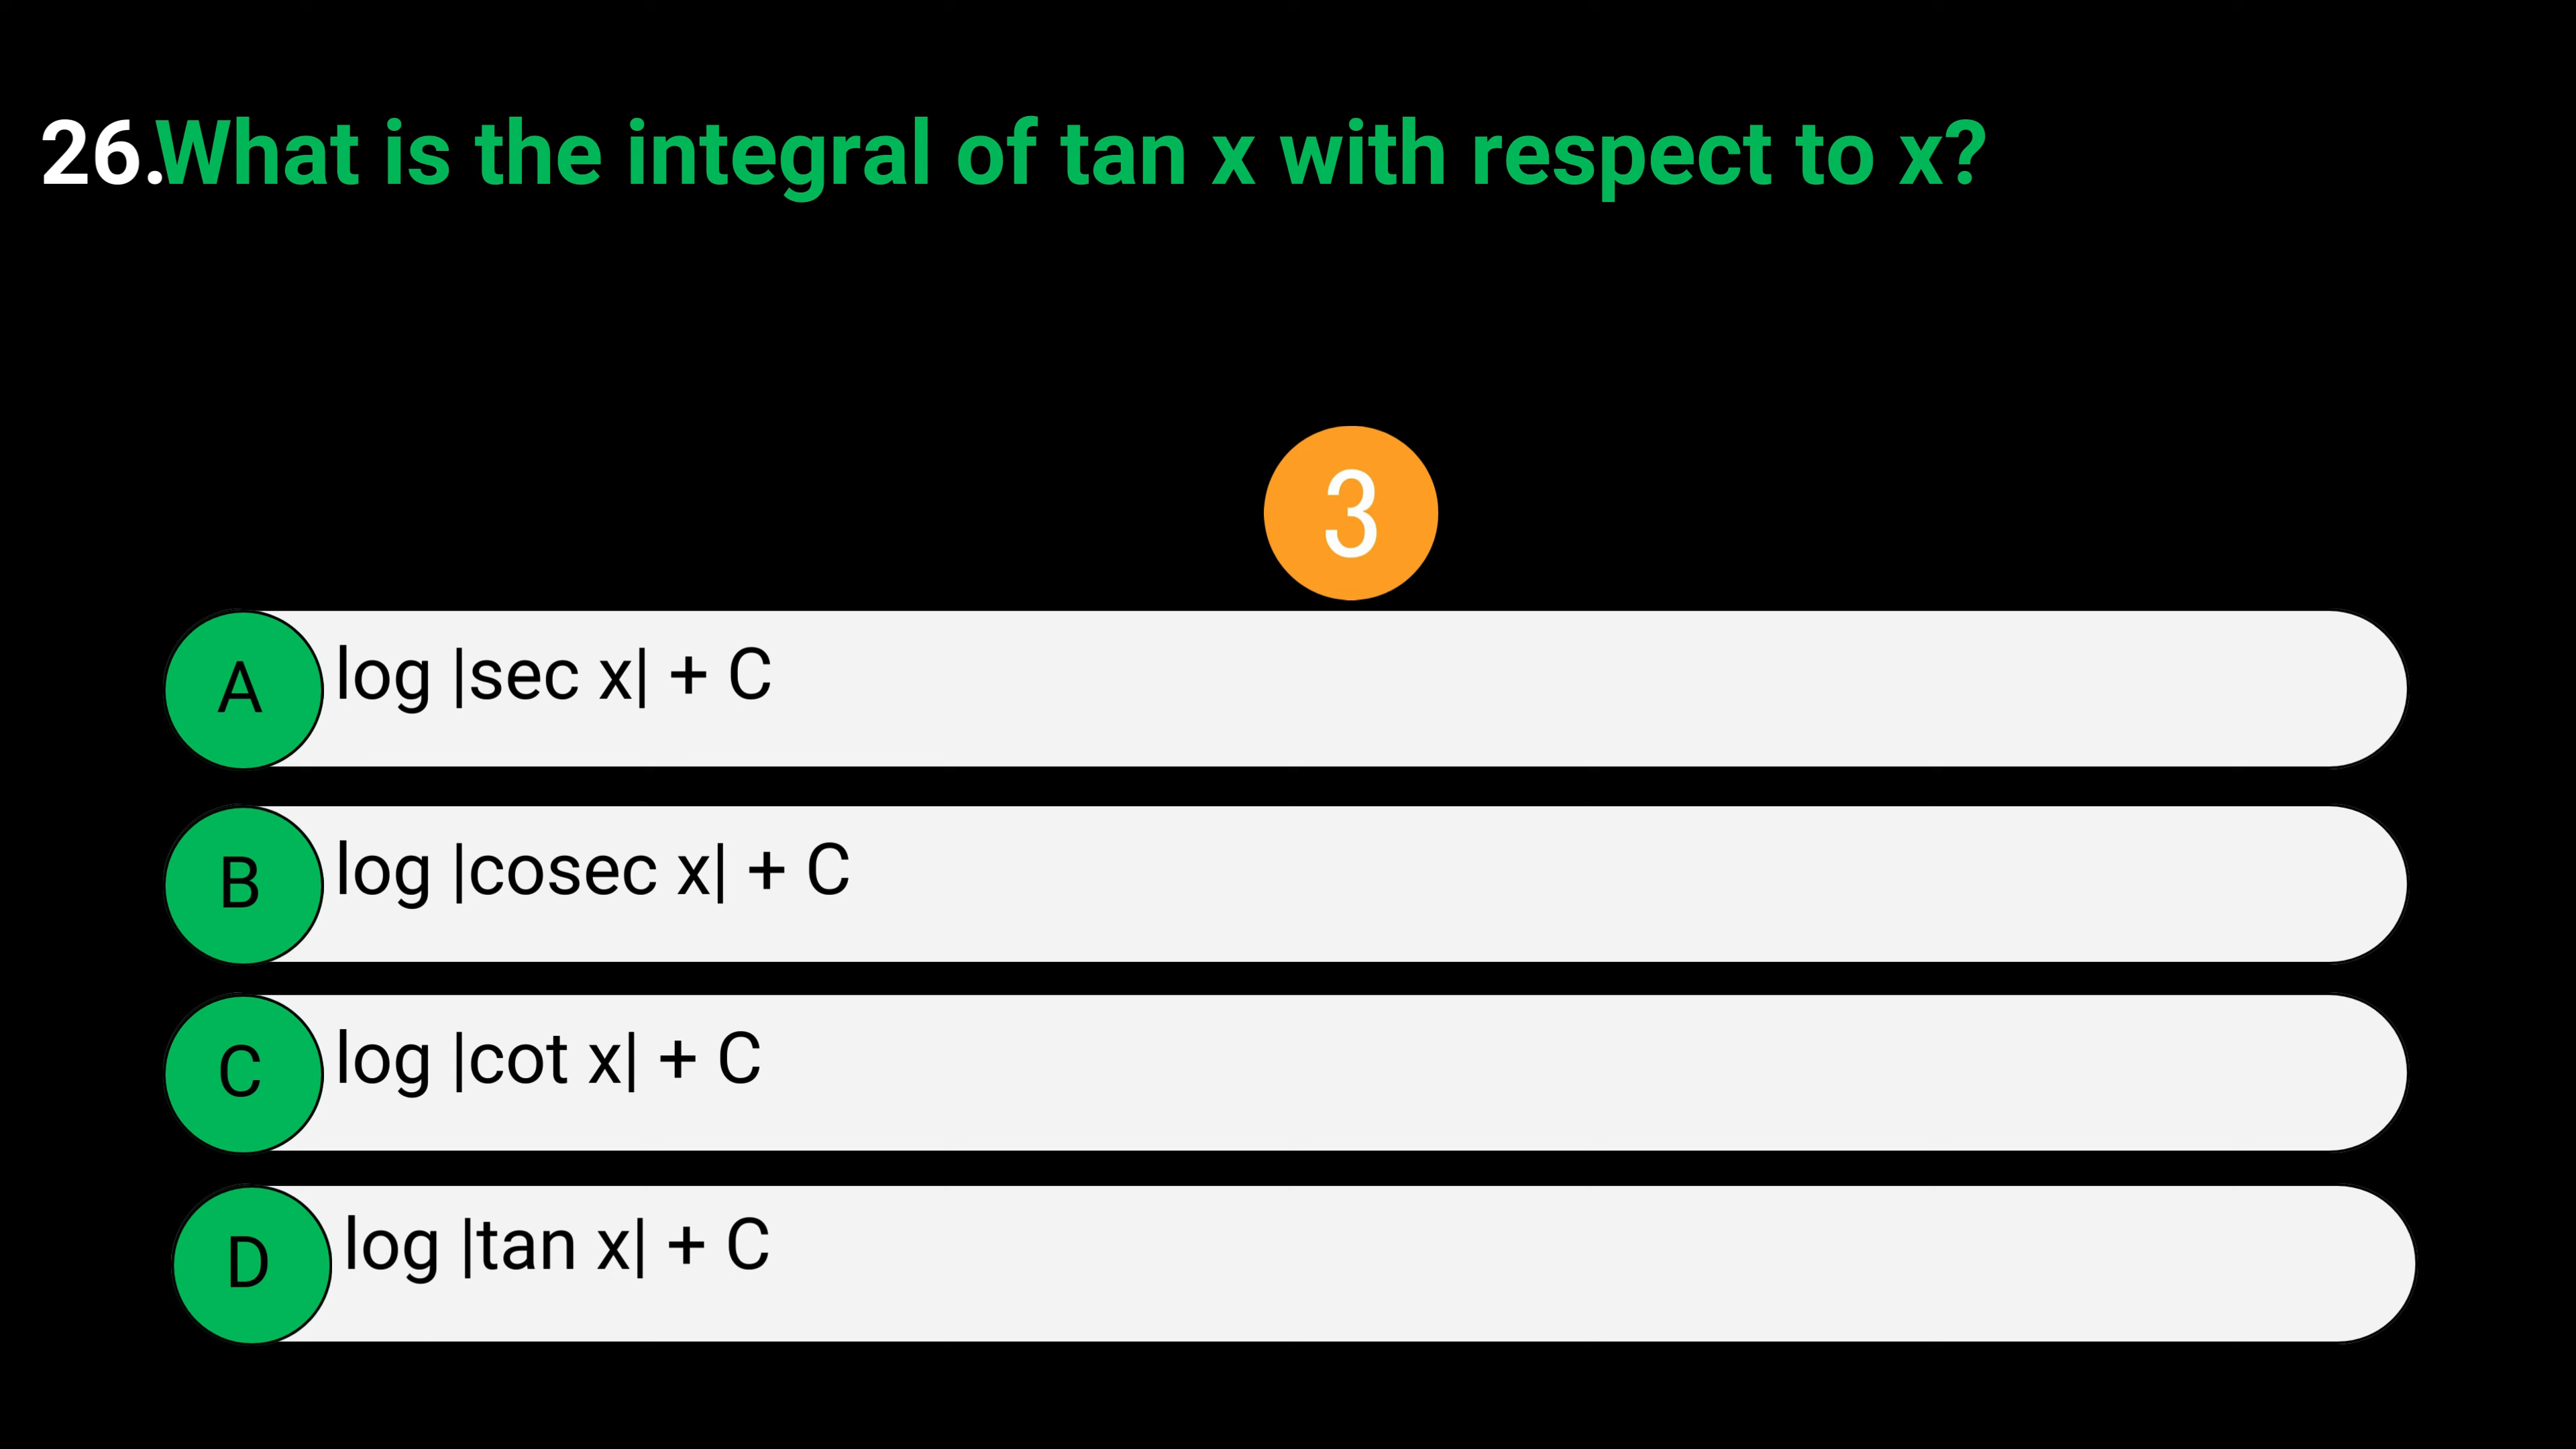 26.What is the integral of tan x with respect to x?
3
A log |sec x| + C
B log |cosec x| + C
C log |cot x| + C
D log |tan x| + C